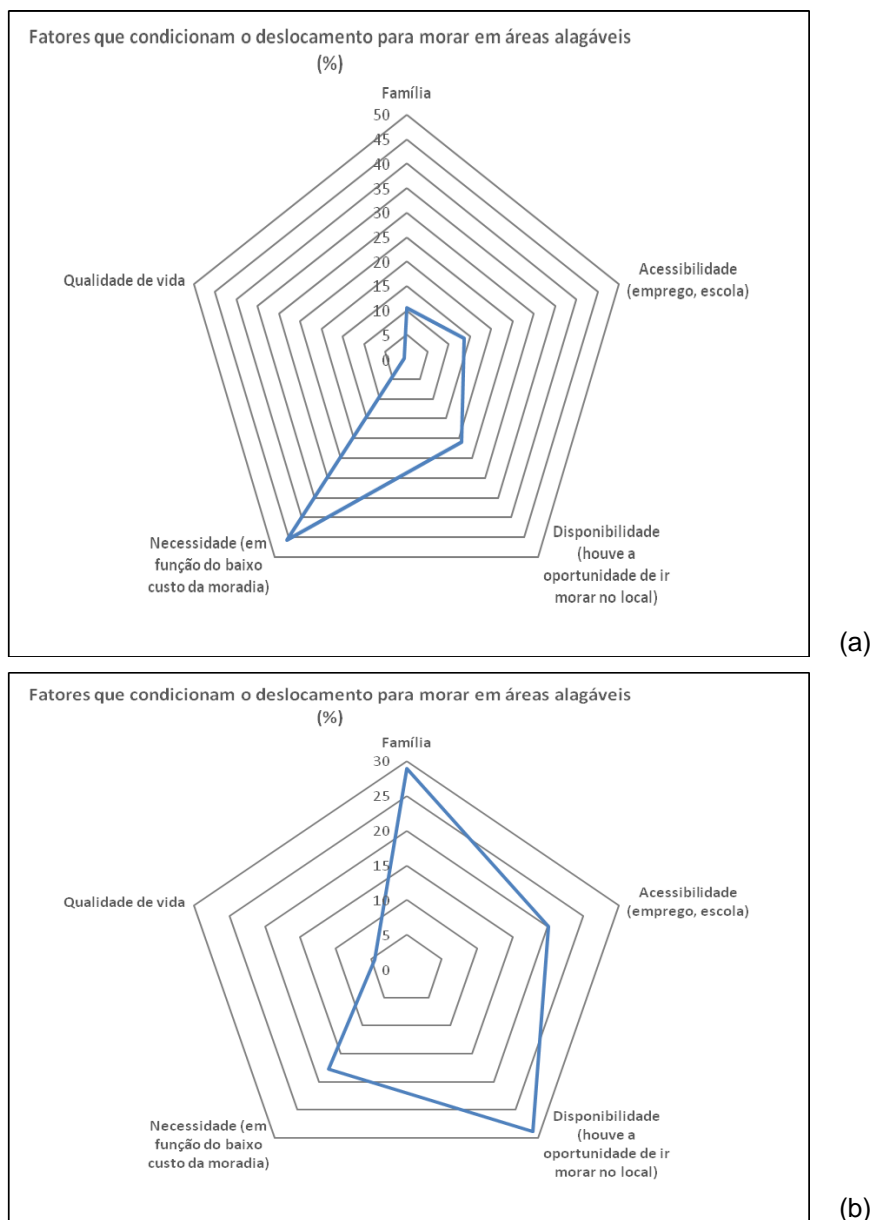 Fatores que condicionam o deslocamento para morar em áreas alagáveis
(%)
Família
50
45
40
35
30
25
20
15
10
5
0
Acessibilidade
(emprego, escola)
Qualidade de vida
Necessidade (em
função do baixo
custo da moradia)
Disponibilidade
(houve a
oportunidade de ir
morar no local)
(a)
Fatores que condicionam o deslocamento para morar em áreas alagáveis
(%)
Família
30
25
20
15
10
5
0
Acessibilidade
(emprego, escola)
Qualidade de vida
Necessidade (em
função do baixo
custo da moradia)
Disponibilidade
(houve a
oportunidade de ir
morar no local)
(b)